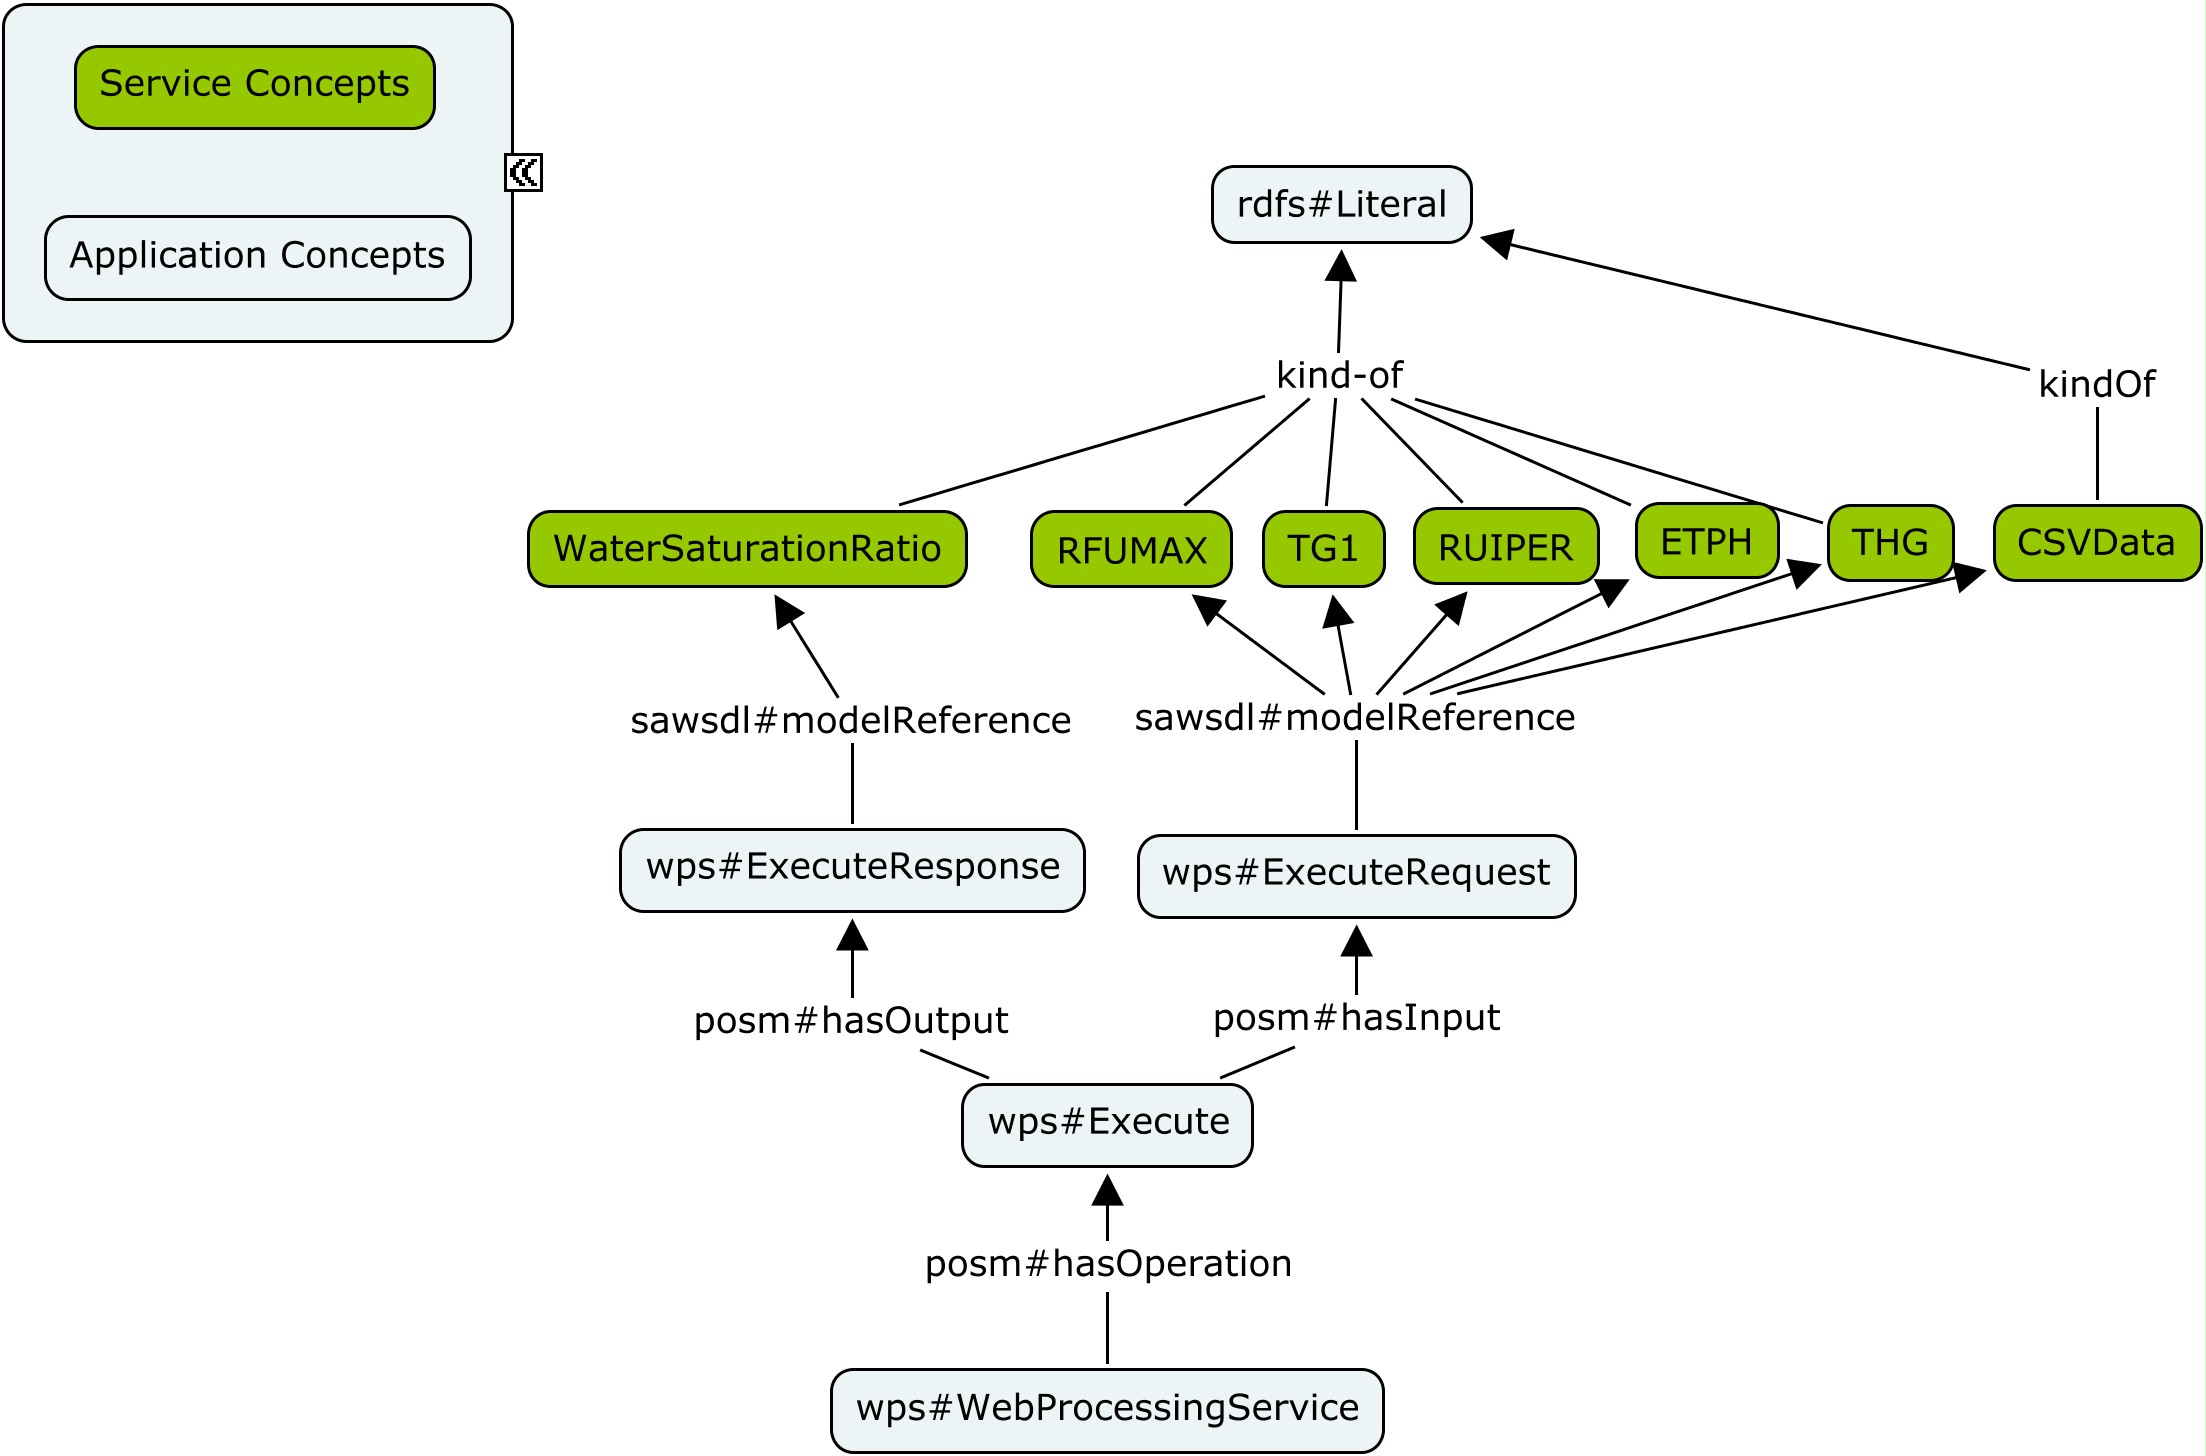 Service Concepts
Application Concepts
rdfs#Literal
kind-of
kindOf
WaterSaturationRatio
RFUMAX
TG1
RUIPER
ETPH
THG
CSVData
sawsdl#modelReference
sawsdl#modelReference
wps#ExecuteResponse
wps#ExecuteRequest
posm#hasOutput
posm#hasInput
wps#Execute
posm#hasOperation
wps#WebProcessingService